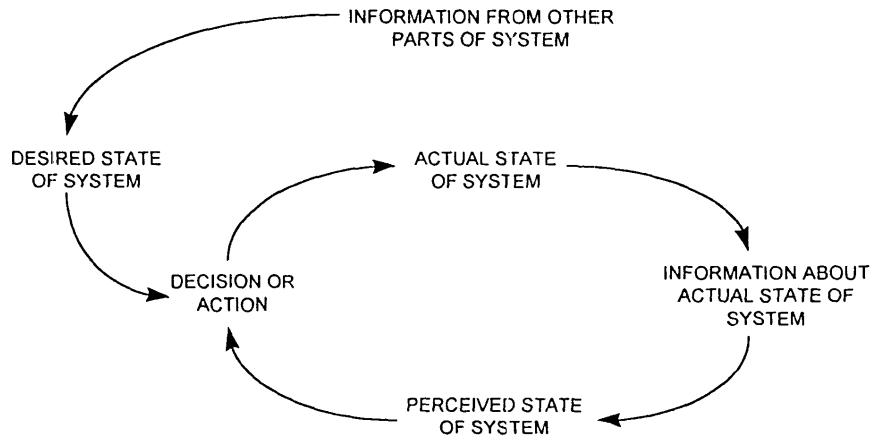 INFORMATION FROM OTHER
PARTS OF SYSTEM
DESIRED STATE
OF SYSTEM
ACTUAL STATE
OF SYSTEM
DECISION OR
ACTION
INFORMATION ABOUT
ACTUAL STATE OF
SYSTEM
PERCEIVED STATE
OF SYSTEM